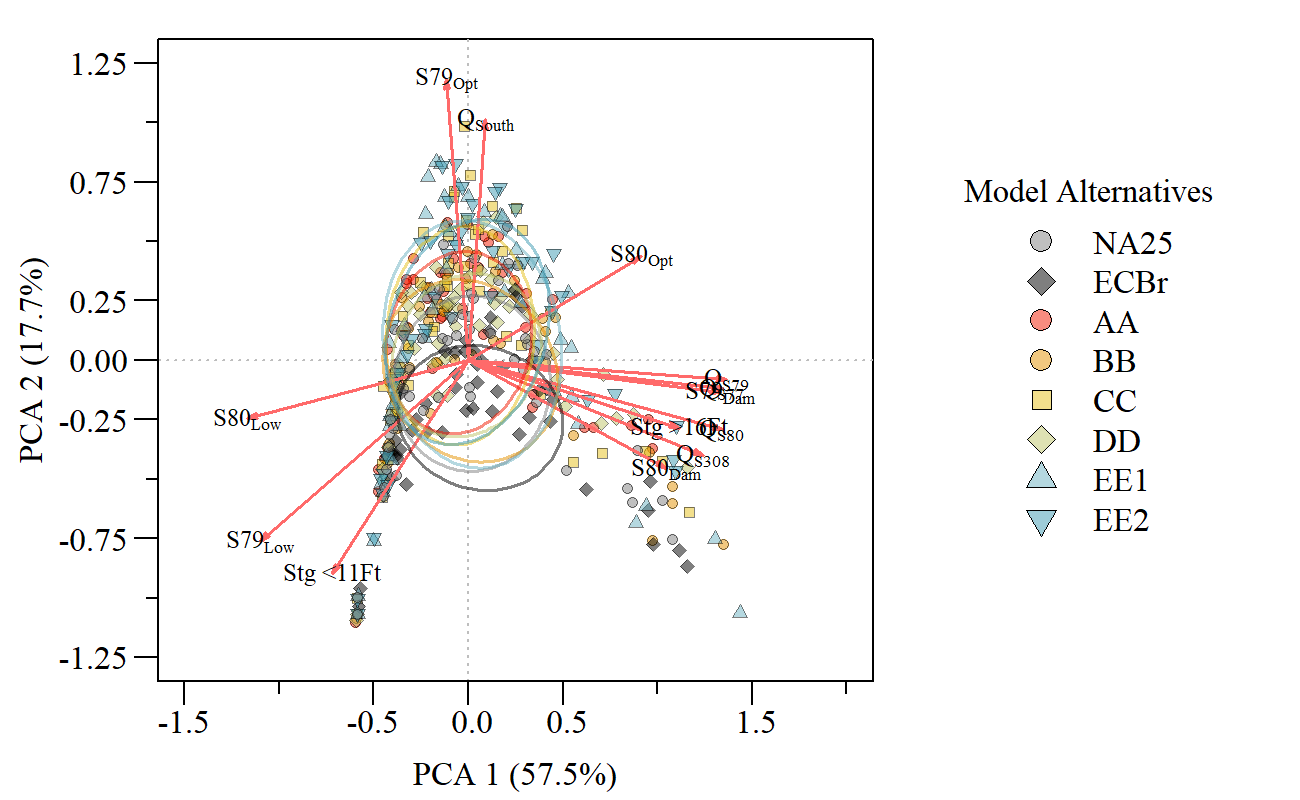 1.25
0.75
0.25
0.00
-0.25
-0.75
-1.25
PCA 2 (17.7%)
-1.5
-0.5
0.0
0.5
1.5
PCA 1 (57.5%)
S79Opt
QSouth
S80Opt
S80Low
S79Low
Stg <11Ft
QS79
QS77
S79Dam
Stg >16Ft
QS80
QS308
S80Dam
Model Alternatives
NA25
ECBr
AA
BB
CC
DD
EE1
EE2